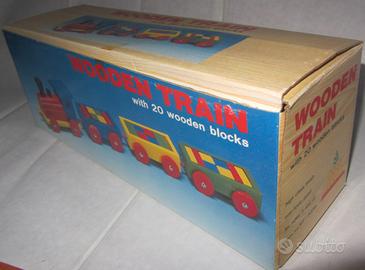 WOODEN TRAIN
with 20 wooden blocks
WOODEN
TRAIN
with 20 wooden blocks
subito